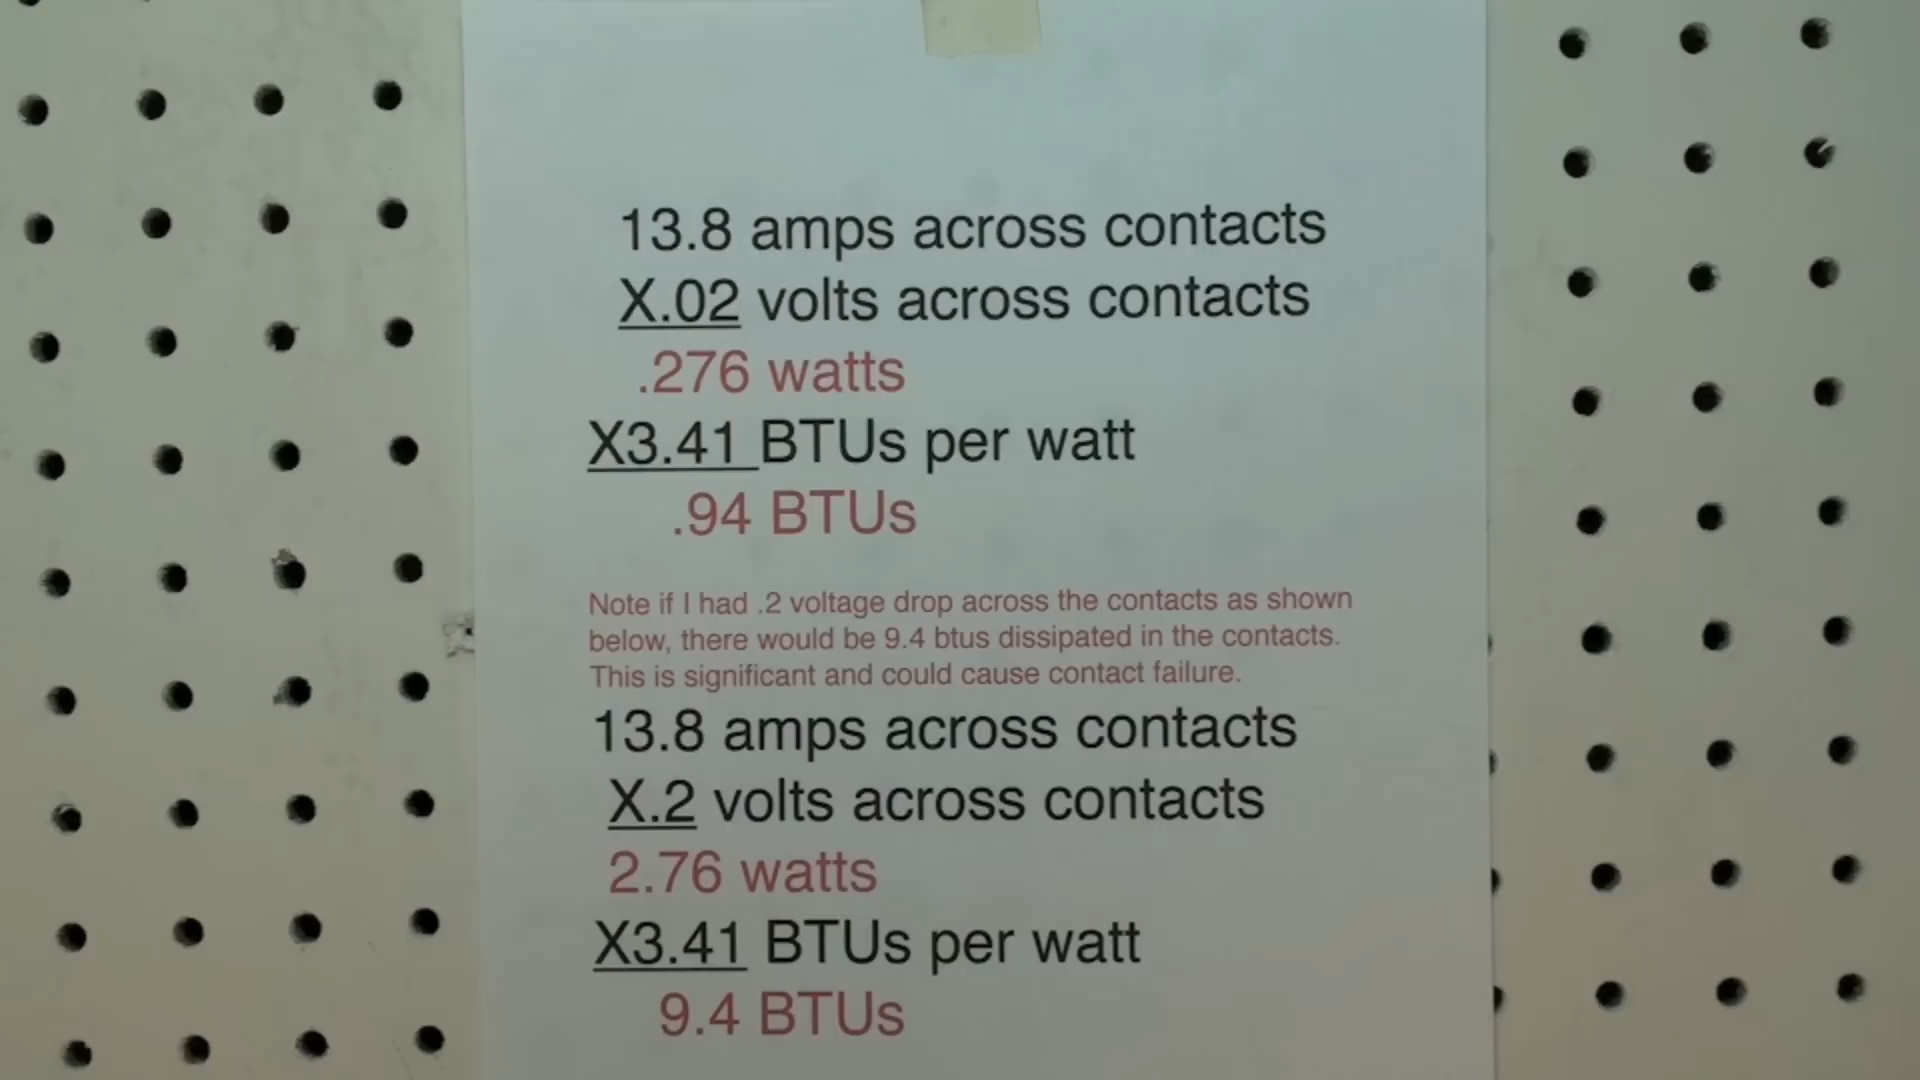 13.8 amps across contacts
X.02 volts across contacts
.276 watts
X3.41 BTUs per watt
.94 BTUs
Note if I had .2 voltage drop across the contacts as shown
below, there would be 9.4 btus dissipated in the contacts.
This is significant and could cause contact failure.
13.8 amps across contacts
X.2 volts across contacts
2.76 watts
X3.41 BTUs per watt
9.4 BTUs